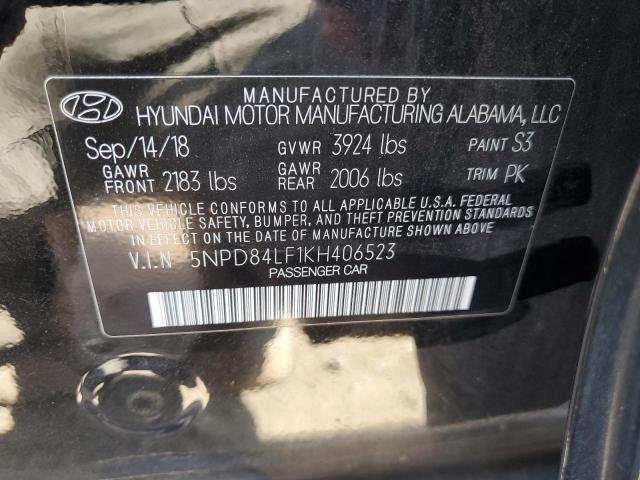 MANUFACTURED BY
HYUNDAI MOTOR MANUFACTURING ALABAMA, LLC
Sep/14/18 GVWR 3924 lbs PAINT S3
GAWR FRONT 2183 lbs GAWR REAR 2006 lbs TRIM PK
THIS VEHICLE CONFORMS TO ALL APPLICABLE U.S.A. FEDERAL
MOTOR VEHICLE SAFETY, BUMPER, AND THEFT PREVENTION STANDARDS
IN EFFECT ON THE DATE OF MANUFACTURE SHOWN ABOVE.
V.I.N 5NPD84LF1KH406523
PASSENGER CAR